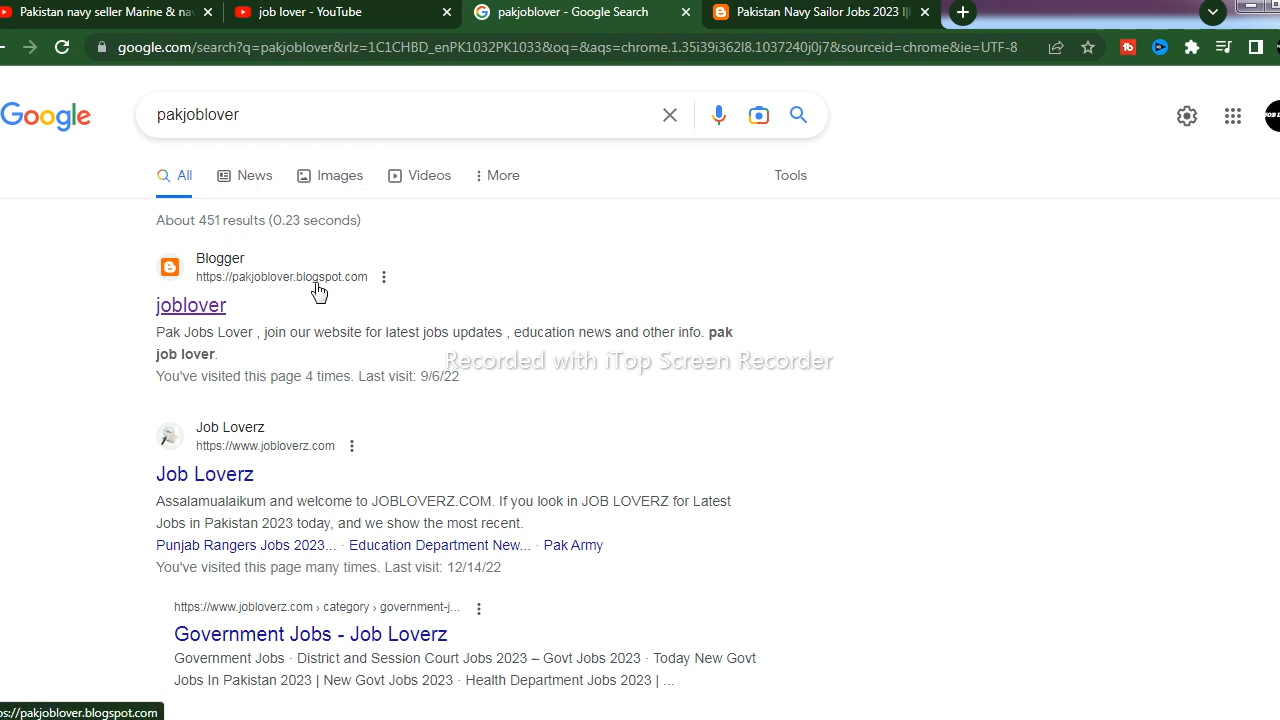 Pakistan navy seller Marine & na
job lover - YouTube
pakjoblover - Google Search
Pakistan Navy Sailor Jobs 2023 ||
google.com/search?q=pakjoblover&rlz=1C1CHBD_enPK1032PK1033&oq=&aqs=chrome.1.35i39i362l8.1037240j0j7&sourceid=chrome&ie=UTF-8
Google
pakjoblover
All
News
Images
Videos
More
Tools
About 451 results (0.23 seconds)
Blogger
https://pakjoblover.blogspot.com
joblover
Pak Jobs Lover , join our website for latest jobs updates , education news and other info. pak
job lover.
Recorded with iTop Screen Recorder
You've visited this page 4 times. Last visit: 9/6/22
Job Loverz
https://www.jobloverz.com
Job Loverz
Assalamualaikum and welcome to JOBLOVERZ.COM. If you look in JOB LOVERZ for Latest
Jobs in Pakistan 2023 today, and we show the most recent.
Punjab Rangers Jobs 2023... · Education Department New... · Pak Army
You've visited this page many times. Last visit: 12/14/22
https://www.jobloverz.com › category › government-j...
Government Jobs - Job Loverz
Government Jobs · District and Session Court Jobs 2023 – Govt Jobs 2023 · Today New Govt
Jobs In Pakistan 2023 | New Govt Jobs 2023 · Health Department Jobs 2023 | ...
ps://pakjoblover.blogspot.com